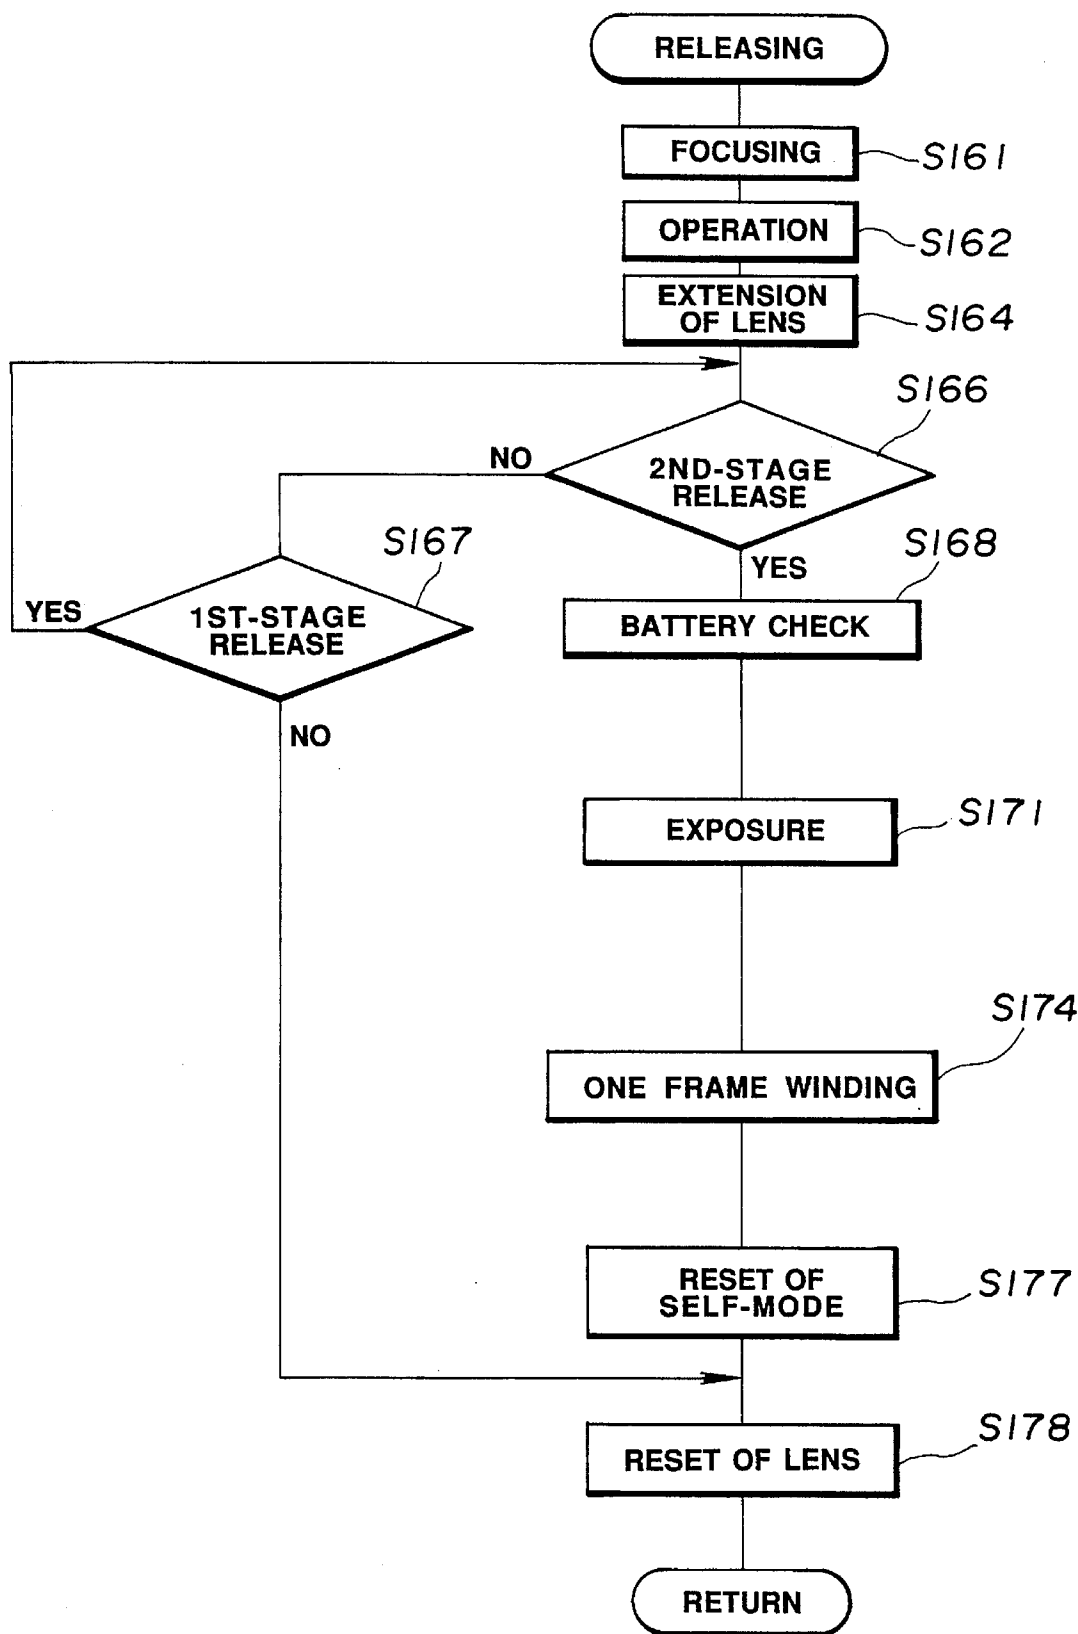 RELEASING
FOCUSING
S161
OPERATION
S162
EXTENSION
OF LENS
S164
S166
2ND-STAGE
RELEASE
NO
YES
S167
1ST-STAGE
RELEASE
YES
NO
S168
BATTERY CHECK
EXPOSURE
S171
S174
ONE FRAME WINDING
RESET OF
SELF-MODE
S177
RESET OF LENS
S178
RETURN